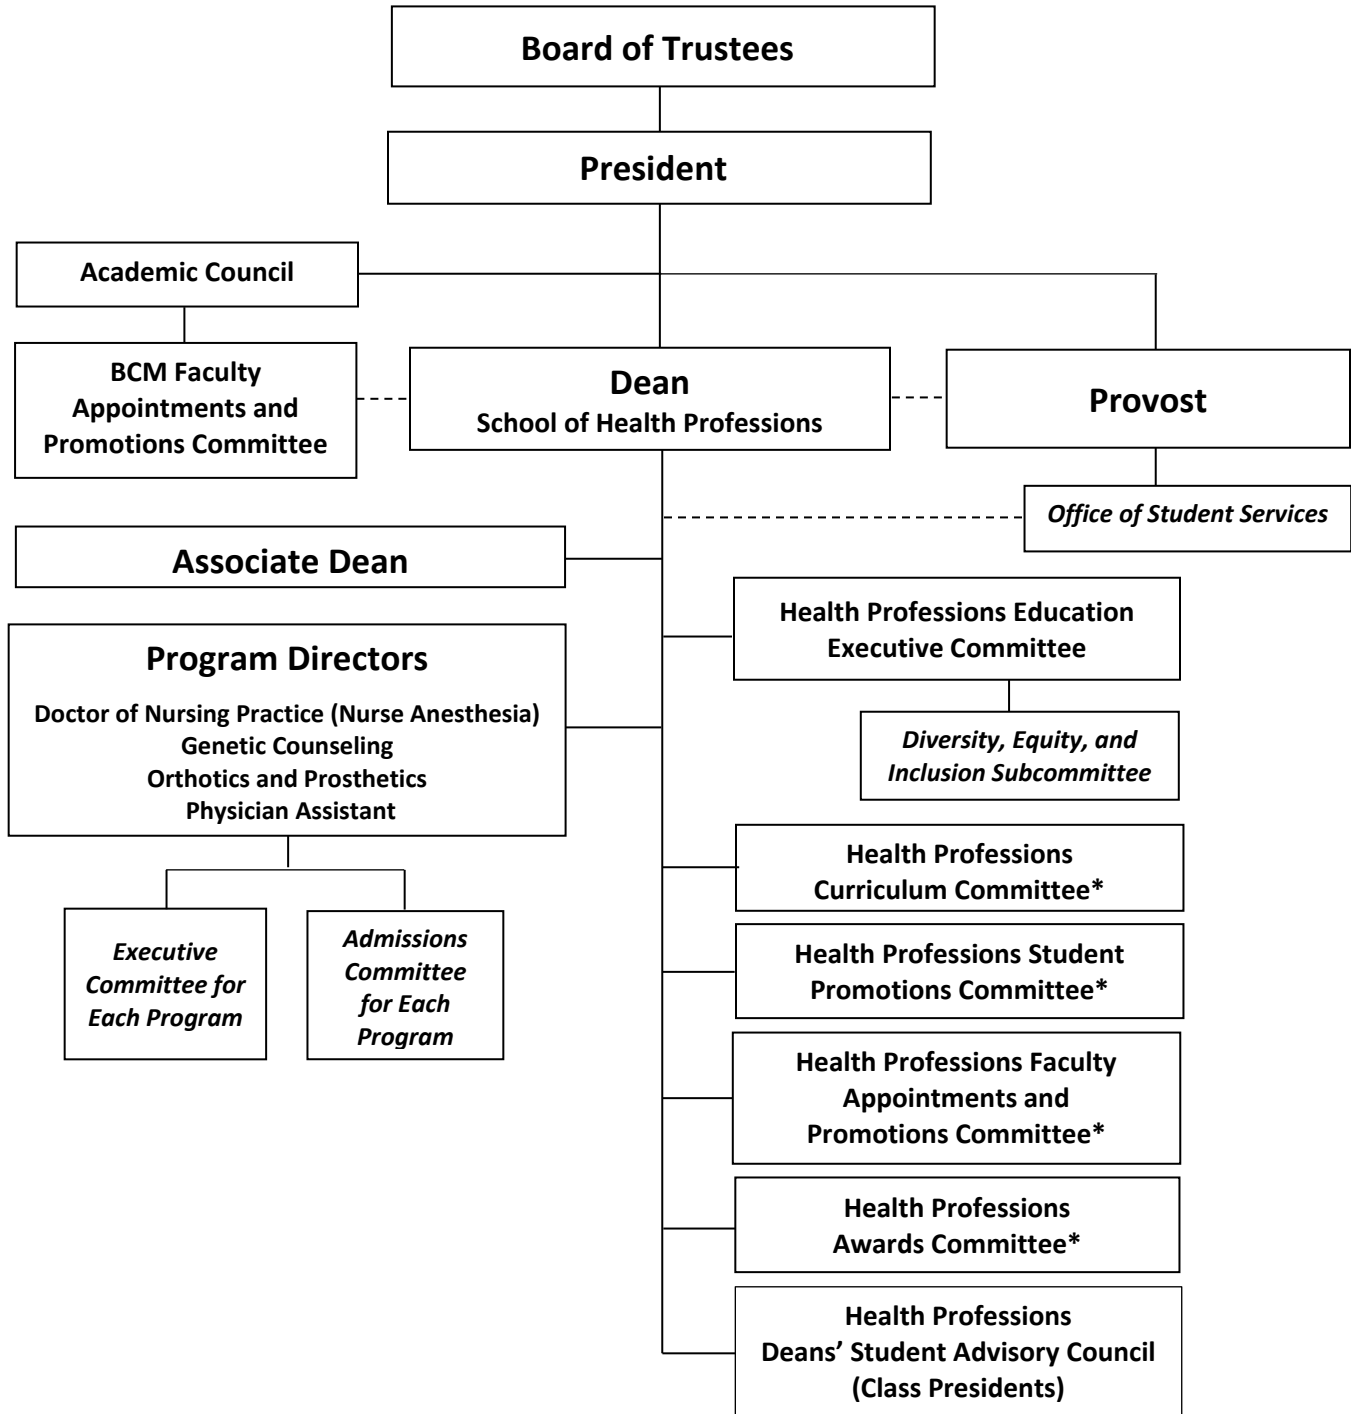 Board of Trustees
President
Academic Council
BCM Faculty
Appointments and
Promotions Committee
Dean
School of Health Professions
Provost
Office of Student Services
Associate Dean
Program Directors
Doctor of Nursing Practice (Nurse Anesthesia)
Genetic Counseling
Orthotics and Prosthetics
Physician Assistant
Executive
Committee for
Each Program
Admissions
Committee
for Each
Program
Health Professions Education
Executive Committee
Diversity, Equity, and
Inclusion Subcommittee
Health Professions
Curriculum Committee*
Health Professions Student
Promotions Committee*
Health Professions Faculty
Appointments and
Promotions Committee*
Health Professions
Awards Committee*
Health Professions
Deans’ Student Advisory Council
(Class Presidents)